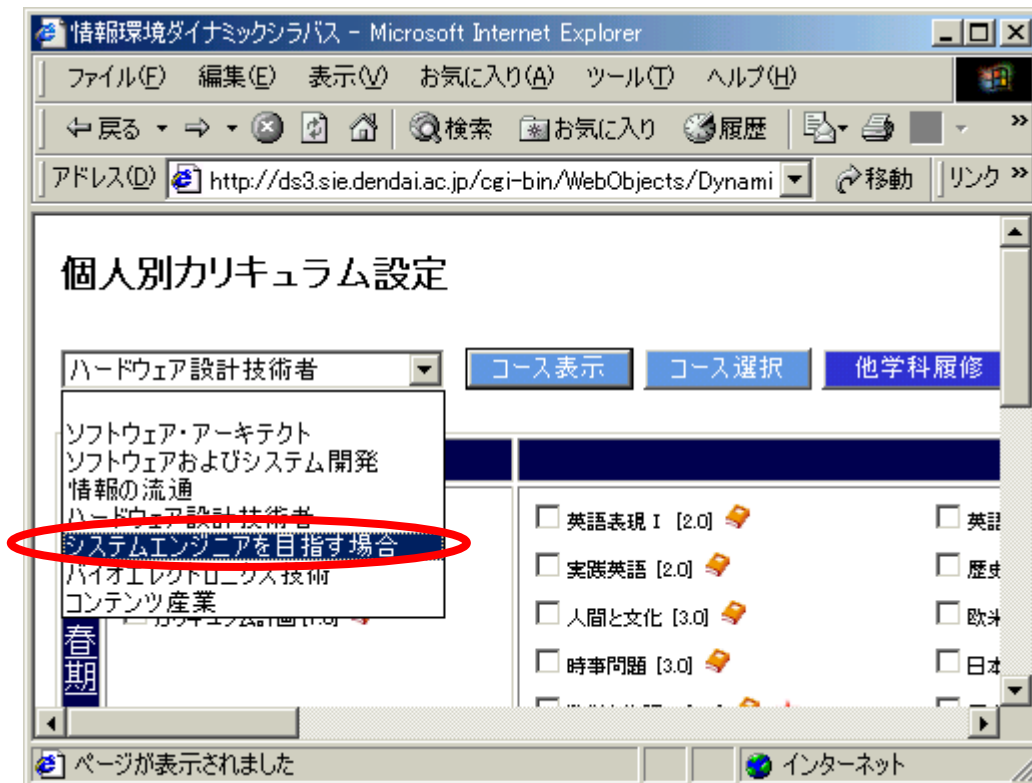 情報環境ダイナミックシラバス - Microsoft Internet Explorer
ファイル(F) 編集(E) 表示(V) お気に入り(A) ツール(T) ヘルプ(H)
戻る 検索 お気に入り 履歴 »
アドレス(D) http://ds3.sie.dendai.ac.jp/cgi-bin/WebObjects/Dynami 移動 リンク »
個人別カリキュラム設定
ハードウェア設計技術者 コース表示 コース選択 他学科履修
ソフトウェア・アーキテクト
ソフトウェアおよびシステム開発
情報の流通
ハードウェア設計技術者
システムエンジニアを目指す場合
バイオエレクトロニクス技術
コンテンツ産業
春期
英語表現 I [2.0] 英語
実践英語 [2.0] 歴史
人間と文化 [3.0] 欧米
時事問題 [3.0] 日本
ページが表示されました インターネット